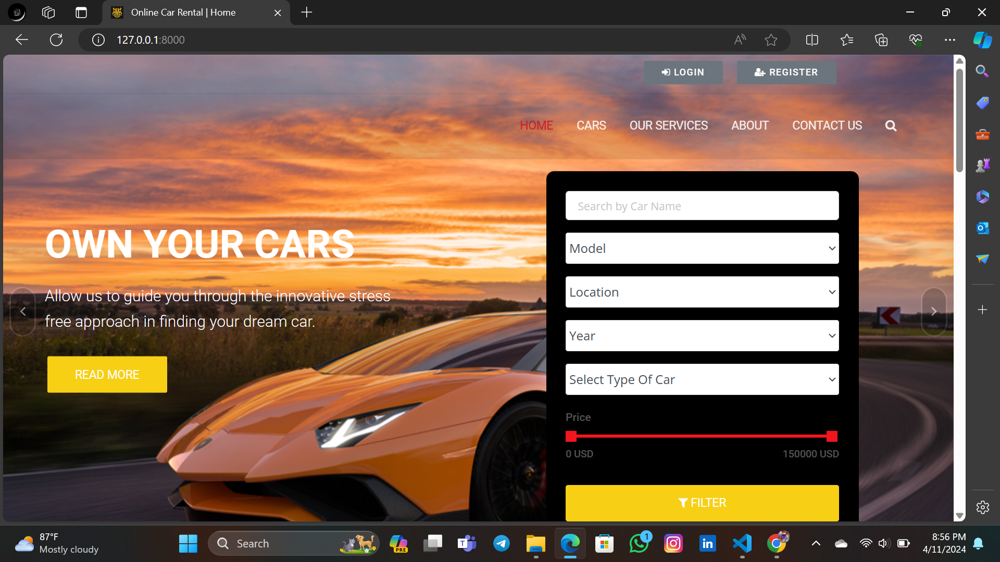 Online Car Rental | Home
127.0.0.1:8000
LOGIN
REGISTER
HOME
CARS
OUR SERVICES
ABOUT
CONTACT US
Search by Car Name
Model
Location
Year
Select Type Of Car
Price
0 USD
150000 USD
FILTER
OWN YOUR CARS
Allow us to guide you through the innovative stress
free approach in finding your dream car.
READ MORE
87°F
Mostly cloudy
Search
PRE
1
8:56 PM
4/11/2024